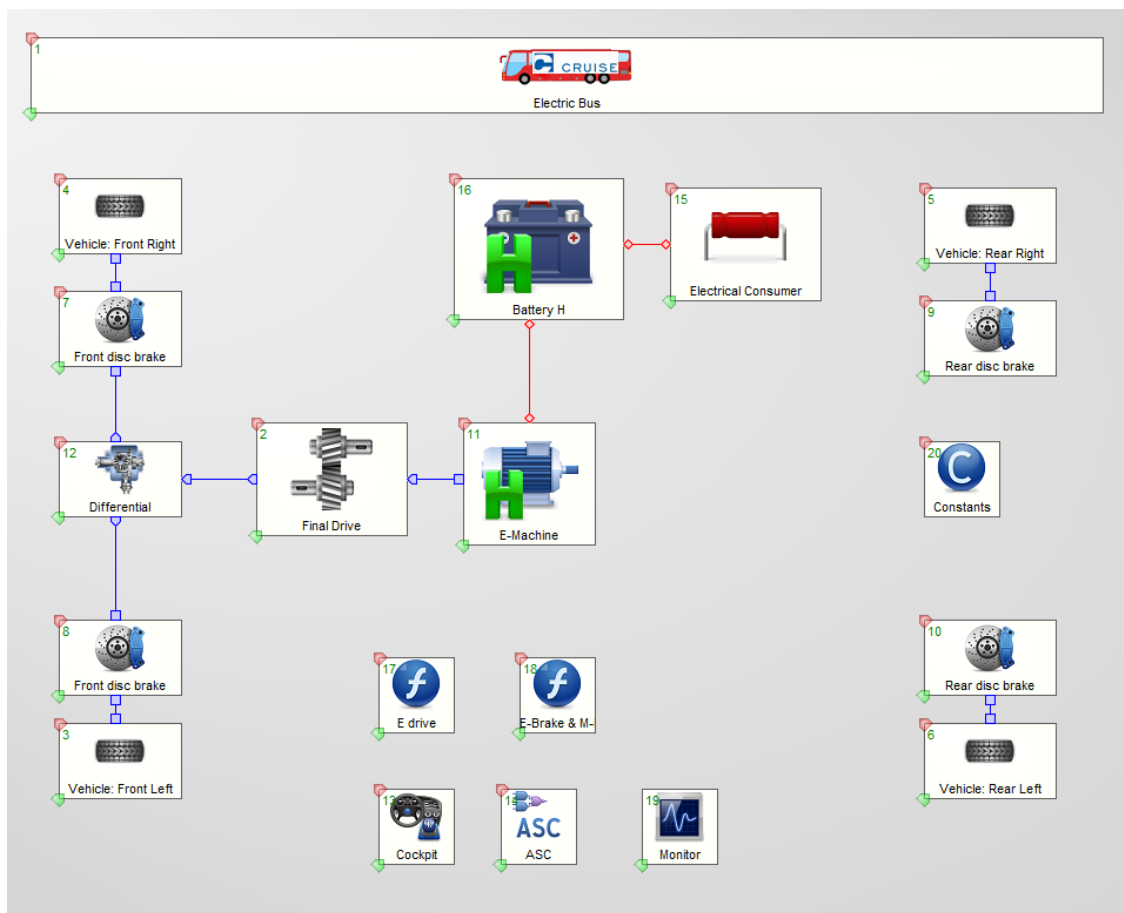 1
CRUISE
Electric Bus
4
Vehicle: Front Right
16
Battery H
15
Electrical Consumer
5
Vehicle: Rear Right
7
Front disc brake
9
Rear disc brake
12
Differential
2
Final Drive
11
E-Machine
20
C
Constants
8
Front disc brake
17
f
E drive
18
f
E-Brake & M-
10
Rear disc brake
3
Vehicle: Front Left
6
Vehicle: Rear Left
13
Cockpit
14
ASC
ASC
19
Monitor